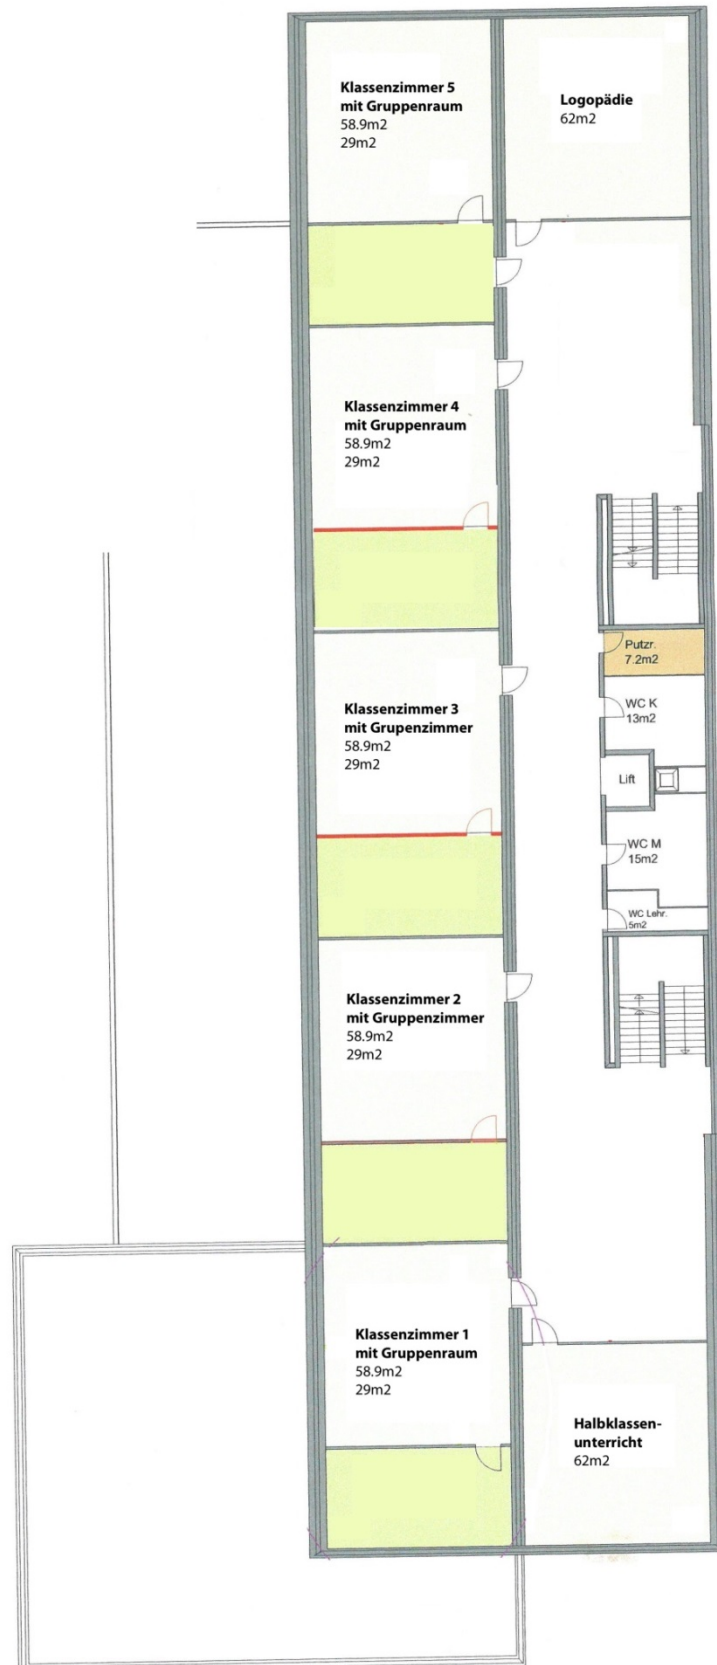 Klassenzimmer 5
mit Gruppenraum
58.9m2
29m2
Logopädie
62m2
Klassenzimmer 4
mit Gruppenraum
58.9m2
29m2
Putzr.
7.2m2
Klassenzimmer 3
mit Grupenzimmer
58.9m2
29m2
WC K
13m2
Lift
WC M
15m2
WC Lehr.
5m2
Klassenzimmer 2
mit Gruppenzimmer
58.9m2
29m2
Klassenzimmer 1
mit Gruppenraum
58.9m2
29m2
Halbklassen-
unterricht
62m2